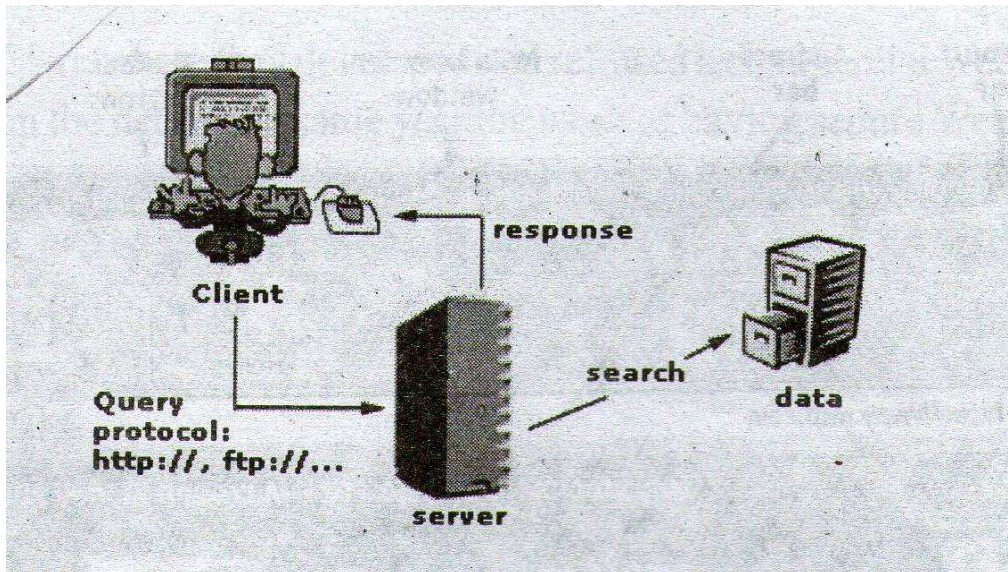 Client
response
search
data
Query
protocol:
http://, ftp://...
server